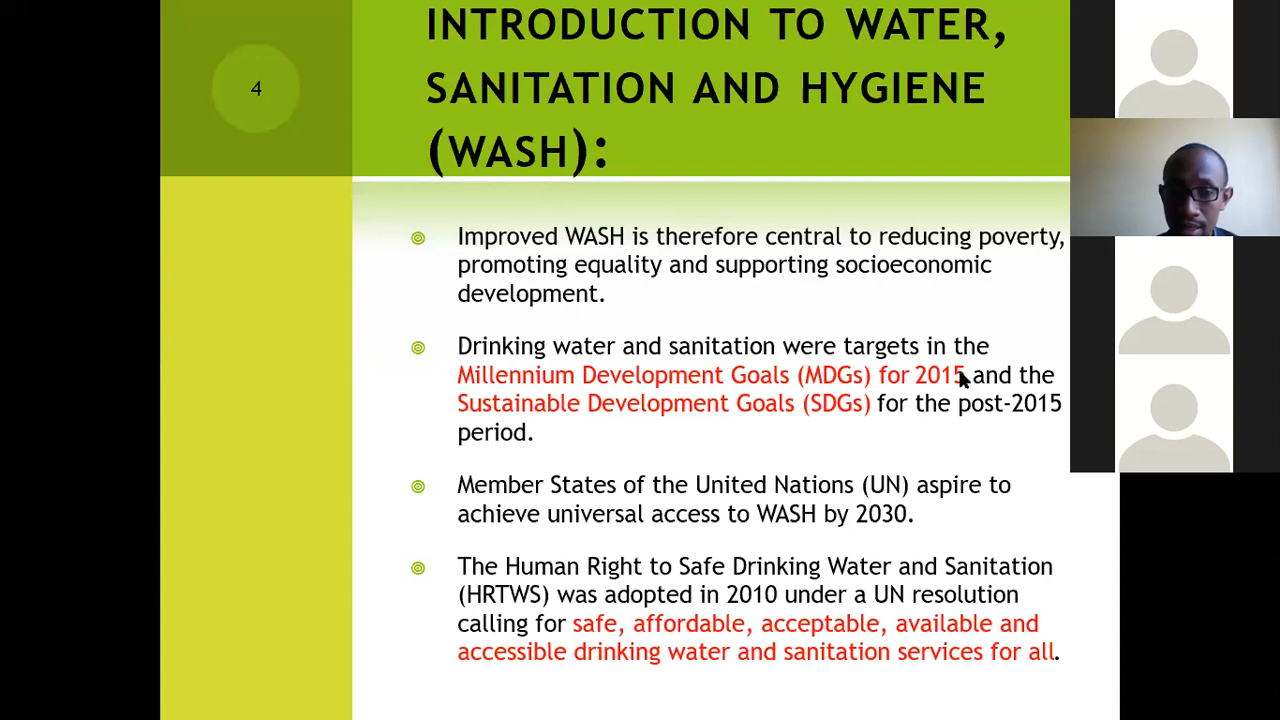 4
INTRODUCTION TO WATER,
SANITATION AND HYGIENE
(WASH):
Improved WASH is therefore central to reducing poverty,
promoting equality and supporting socioeconomic
development.
Drinking water and sanitation were targets in the
Millennium Development Goals (MDGs) for 2015 and the
Sustainable Development Goals (SDGs) for the post-2015
period.
Member States of the United Nations (UN) aspire to
achieve universal access to WASH by 2030.
The Human Right to Safe Drinking Water and Sanitation
(HRTWS) was adopted in 2010 under a UN resolution
calling for safe, affordable, acceptable, available and
accessible drinking water and sanitation services for all.